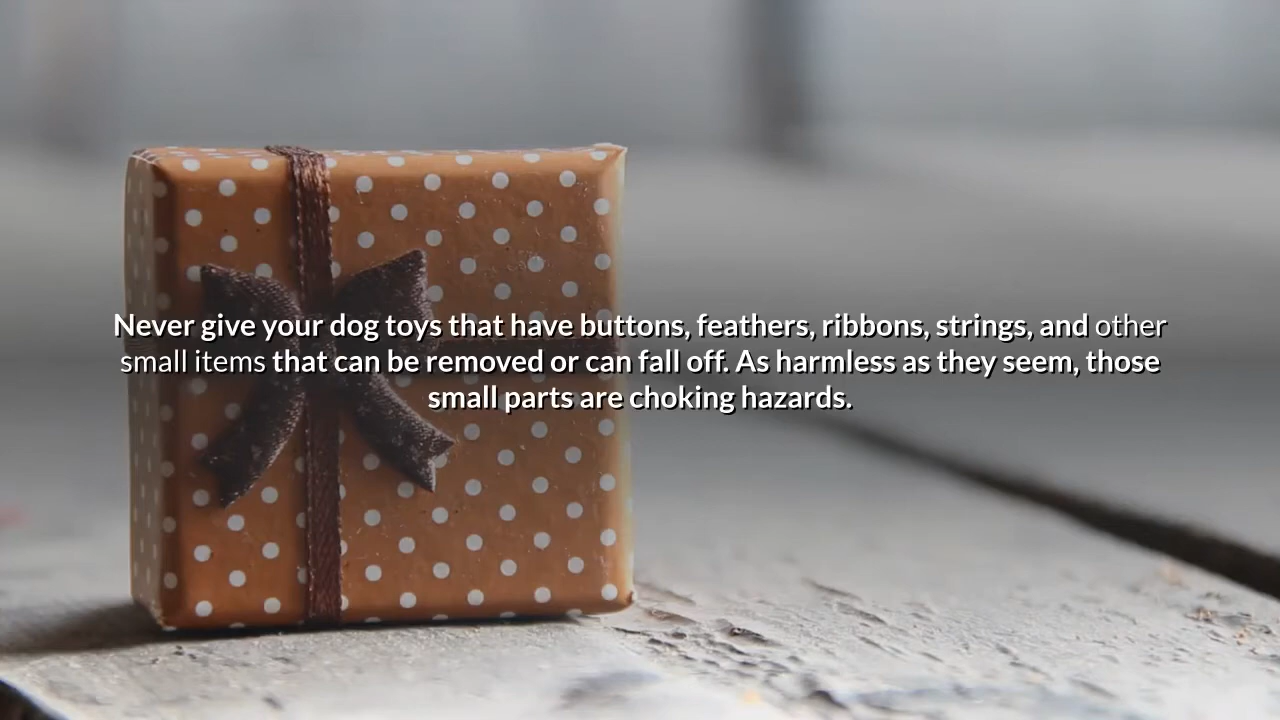 Never give your dog toys that have buttons, feathers, ribbons, strings, and other
small items that can be removed or can fall off. As harmless as they seem, those
small parts are choking hazards.